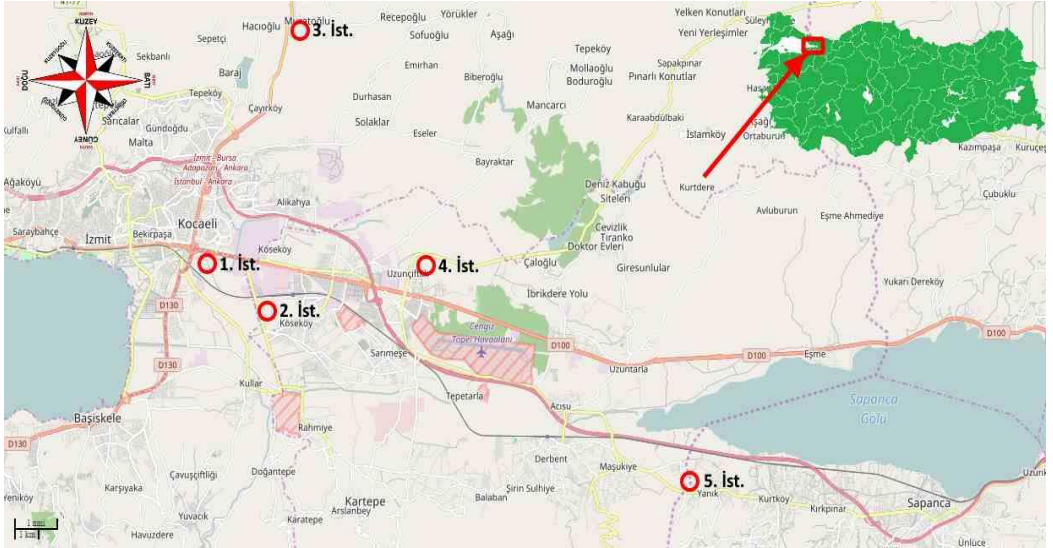 KUZEY
BATI
GÜNEY
DOĞU
Hacıoğlu
Muratoğlu
3. İst.
Recepoğlu
Yörükler
Sofuoğlu
Aşağı
Yelken Konutları
Yeni Yerleşimler
Sepetçi
Sekbanlı
Emirhan
Biberoğlu
Tepeköy
Mollaoğlu
Boduroğlu
Sapakpınar
Pınarlı Konutlar
Baraj
Tepeköy
Çayırköy
Durhasan
Mancarcı
Solaklar
Eseler
Karaabdülbaki
İslamköy
Ortaburun
Kazımpaşa
Sarıcalar
Gündoğdu
Malta
Kulfallı
Ağaköyü
İzmit - Bursa
Adapazarı - Ankara
İstanbul - Ankara
Bayraktar
Deniz Kabuğu
Siteleri
Kurtdere
Çubuklu
Alikahya
Kocaeli
Saraybahçe
İzmit
Bekirpaşa
Avluburun
Eşme Ahmediye
Cevizlik
Tiranko
Doktor Evleri
Köseköy
1. İst.
4. İst.
Çaloğlu
Giresunlular
Yukarı Dereköy
İbrikdere Yolu
2. İst.
Köseköy
D130
Cengiz
Topel Havaalanı
D100
D100
D100
Sarımeşe
Uzuntarla
Eşme
D130
Kullar
Tepetarla
Acısu
Sapanca
Gölü
Başiskele
Rahmiye
D130
Derbent
Maşukiye
5. İst.
Yanık
Kurtköy
Kırkpınar
Sapanca
Çavuşçiftliği
Doğantepe
Karşıyaka
Şirin Sulhiye
Balaban
Kartepe
Arslanbey
Yeniköy
Yuvacık
Karatepe
Havuzdere
Ünlüce
1 km